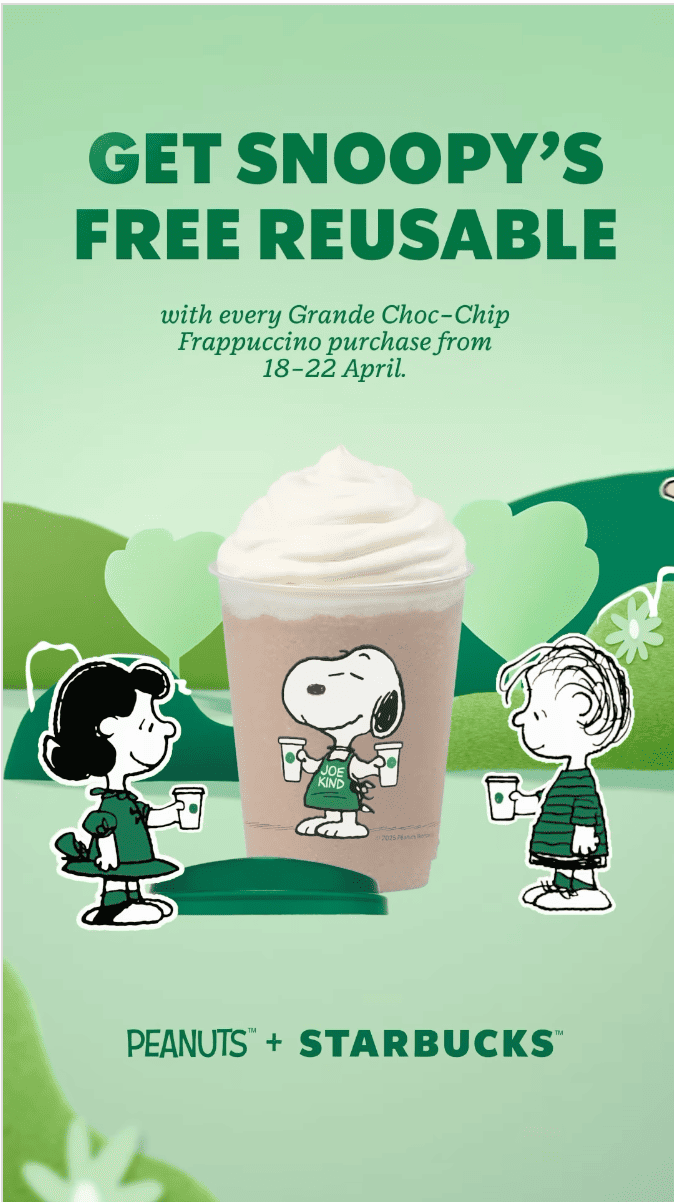 GET SNOOPY'S
FREE REUSABLE
with every Grande Choc-Chip
Frappuccino purchase from
18-22 April.
JOE
KIND
PEANUTS™ + STARBUCKS™